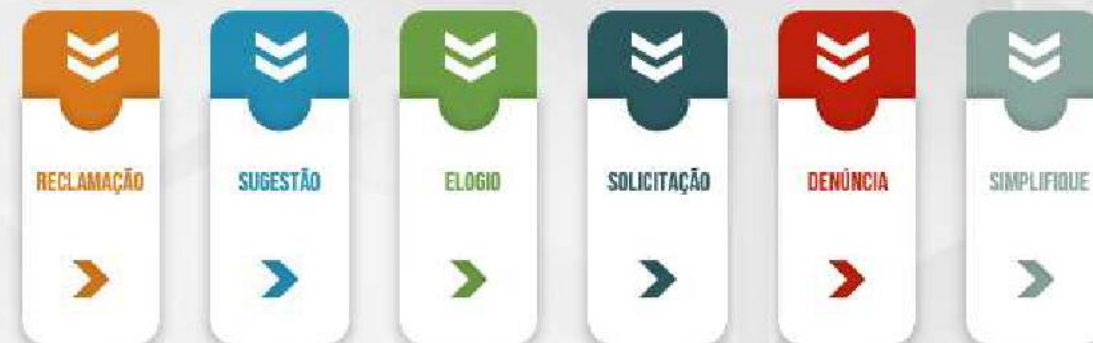 RECLAMAÇÃO
SUGESTÃO
ELOGIO
SOLICITAÇÃO
DENÚNCIA
SIMPLIFIQUE